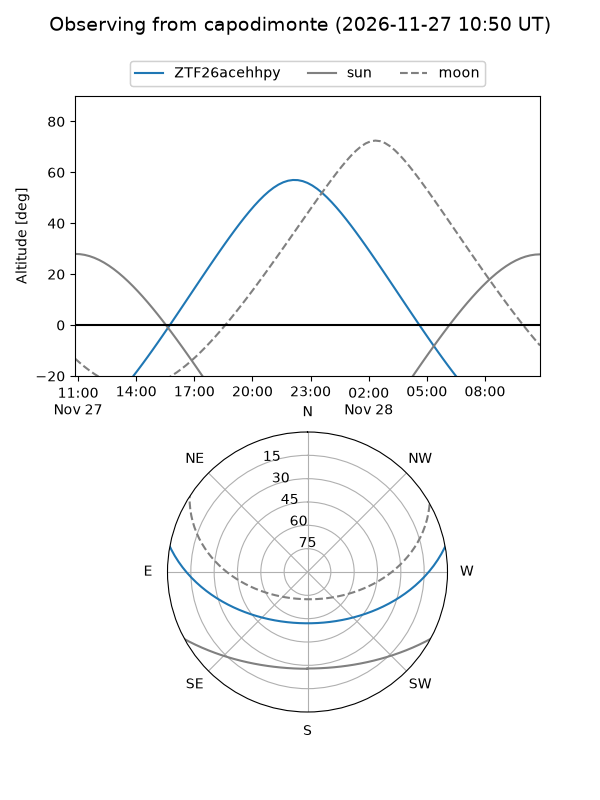 Observing from capodimonte (2026-11-27 10:50 UT)
ZTF26acehhpy sun moon
80
60
40
20
0
−20
Altitude [deg]
11:00 14:00 17:00 20:00 23:00 02:00 05:00 08:00
Nov 27 Nov 28
N
NE NW
15
30
45
60
75
E W
SE SW
S